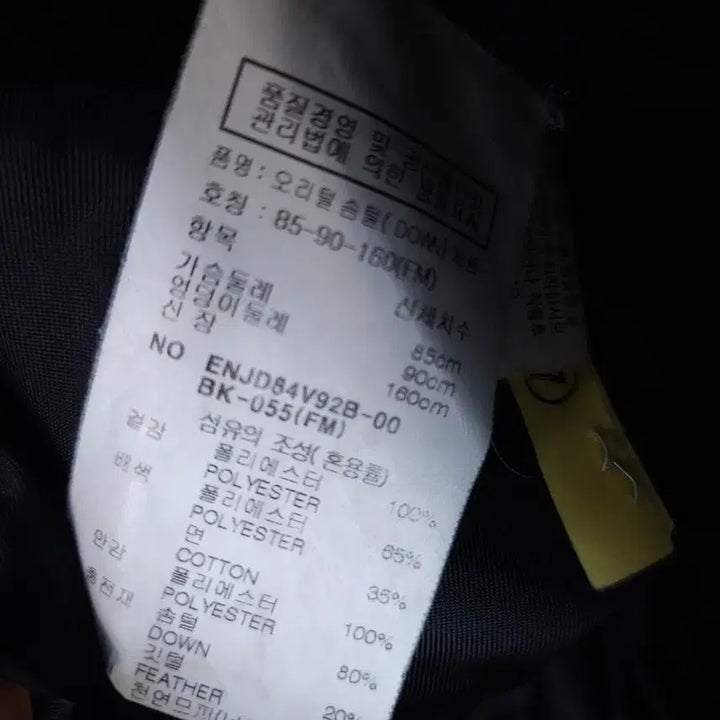 품질경영 및
관리법에 의한
품명: 오리털 솜털(DOWN)
호칭 : 85-90-160(FM)
항목 신체치수
가슴둘레 85cm
엉덩이둘레 90cm
신 장 160cm
NO ENJD84V92B-00
BK-055(FM)
섬유의 조성(혼용률)
겉감 폴리에스터
POLYESTER 100%
배색 폴리에스터
POLYESTER 65%
면
COTTON 35%
안감 폴리에스터
POLYESTER 100%
충전재 솜털
DOWN 80%
깃털
FEATHER 20%